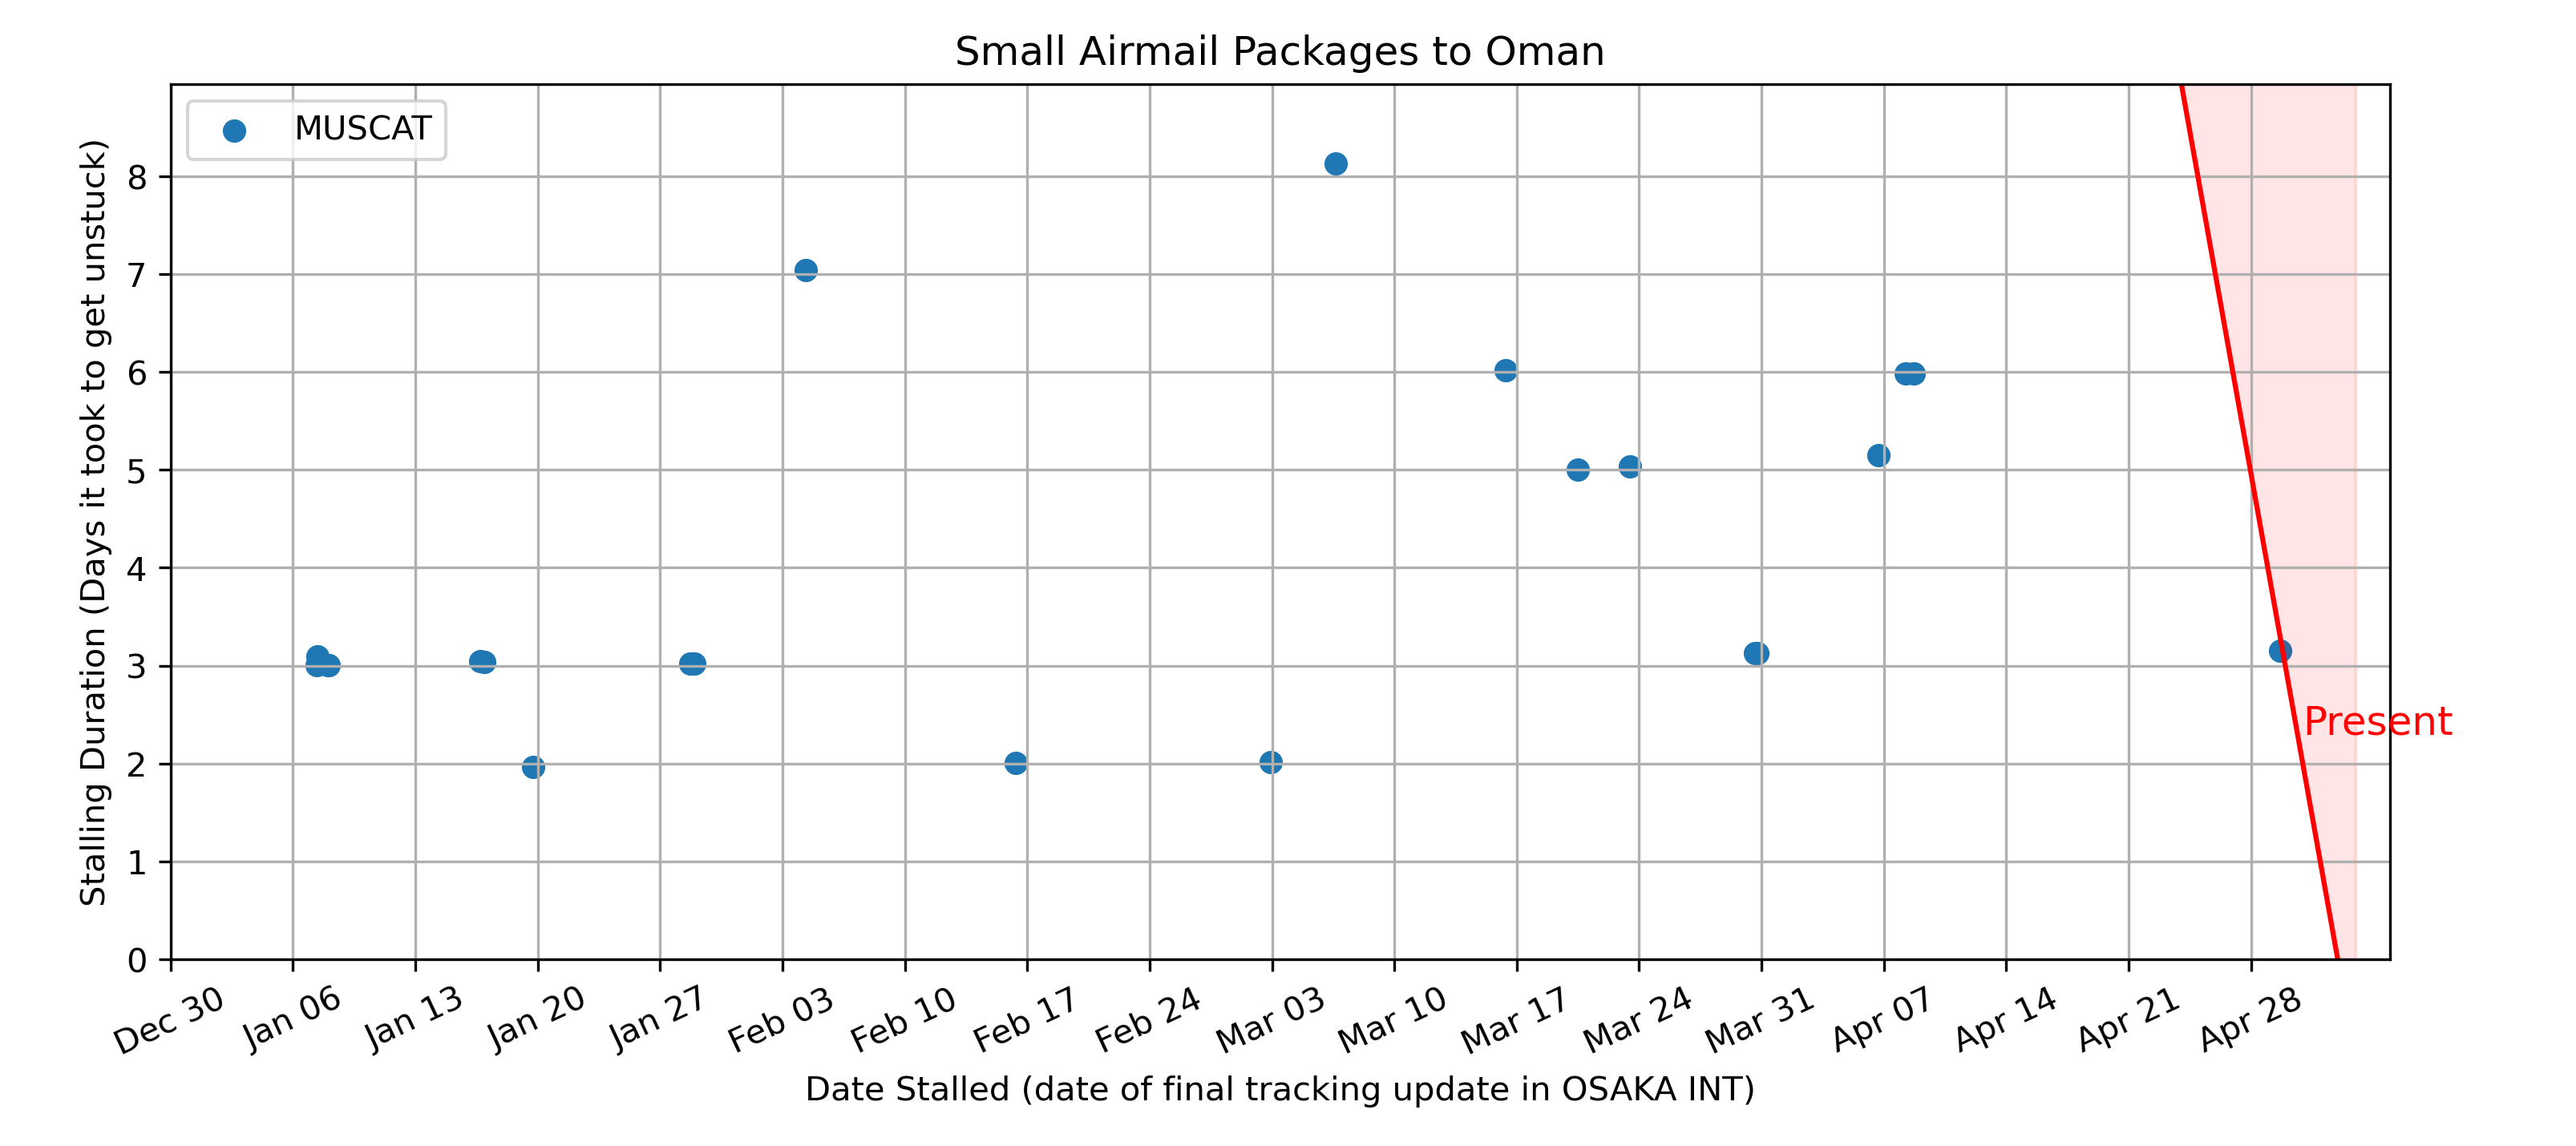 Small Airmail Packages to Oman
MUSCAT
Stalling Duration (Days it took to get unstuck)
8
7
6
5
4
3
2
1
0
Present
Dec 30
Jan 06
Jan 13
Jan 20
Jan 27
Feb 03
Feb 10
Feb 17
Feb 24
Mar 03
Mar 10
Mar 17
Mar 24
Mar 31
Apr 07
Apr 14
Apr 21
Apr 28
Date Stalled (date of final tracking update in OSAKA INT)